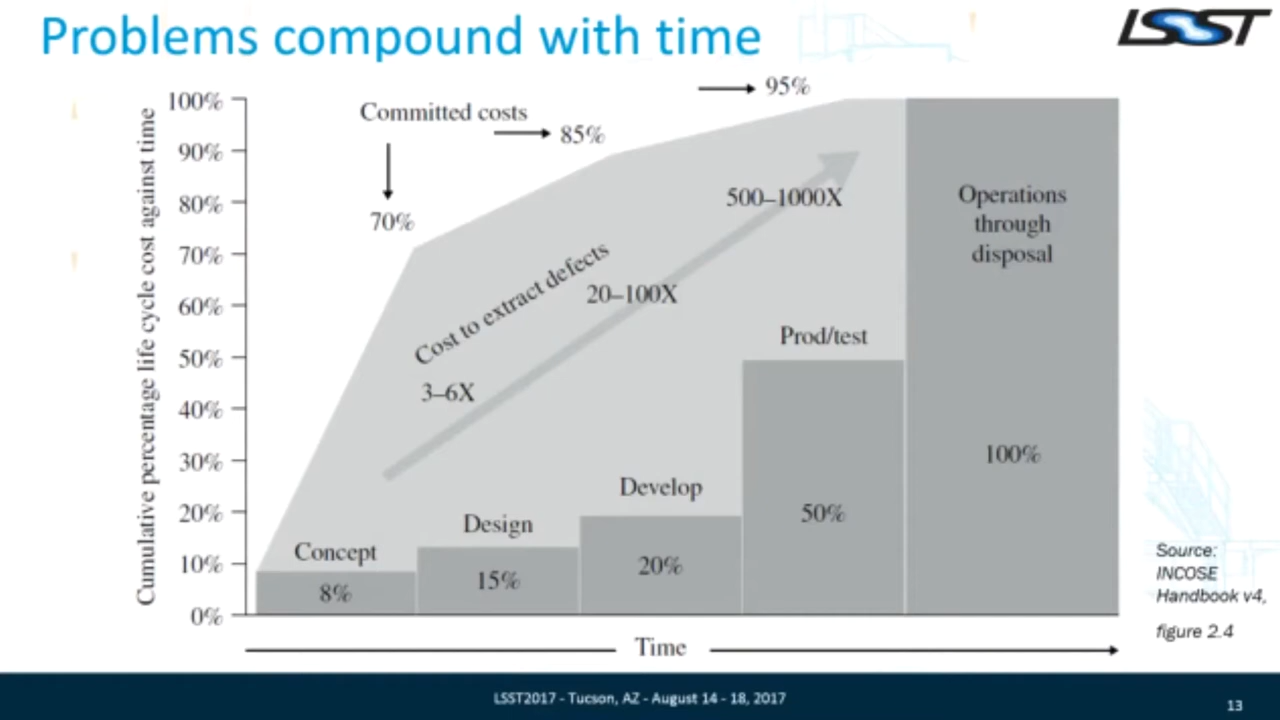 Problems compound with time
LSST
Cumulative percentage life cycle cost against time
100%
90%
80%
70%
60%
50%
40%
30%
20%
10%
0%
Committed costs
70%
85%
95%
Cost to extract defects
3–6X
20–100X
500–1000X
Concept
8%
Design
15%
Develop
20%
Prod/test
50%
Operations
through
disposal
100%
Time
Source:
INCOSE
Handbook v4,
figure 2.4
LSST2017 - Tucson, AZ - August 14 - 18, 2017
13